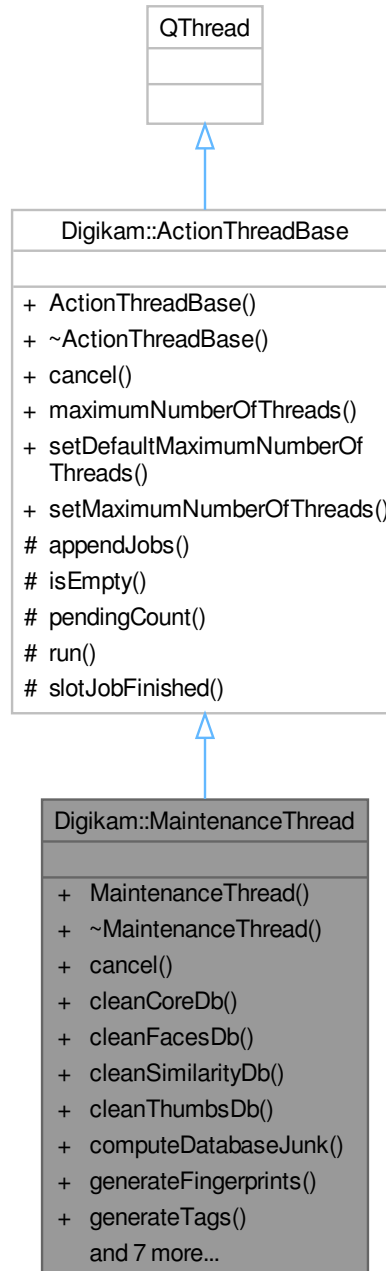 QThread
Digikam::ActionThreadBase
+ ActionThreadBase()
+ ~ActionThreadBase()
+ cancel()
+ maximumNumberOfThreads()
+ setDefaultMaximumNumberOf
Threads()
+ setMaximumNumberOfThreads()
# appendJobs()
# isEmpty()
# pendingCount()
# run()
# slotJobFinished()
Digikam::MaintenanceThread
+ MaintenanceThread()
+ ~MaintenanceThread()
+ cancel()
+ cleanCoreDb()
+ cleanFacesDb()
+ cleanSimilarityDb()
+ cleanThumbsDb()
+ computeDatabaseJunk()
+ generateFingerprints()
+ generateTags()
and 7 more...